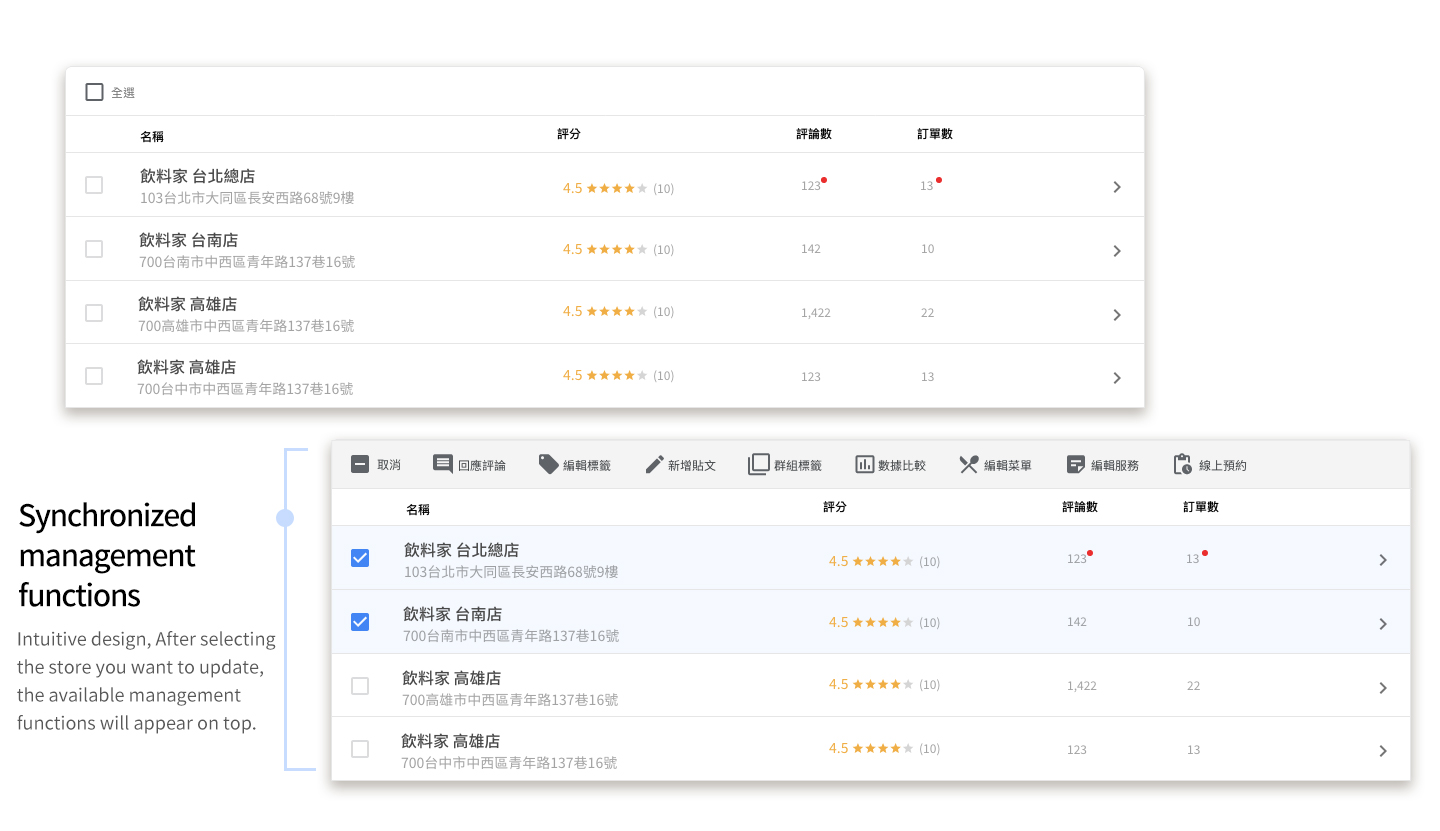 全選
名稱 評分 評論數 訂單數
飲料家 台北總店
103台北市大同區長安西路68號9樓
4.5 (10) 123 13
飲料家 台南店
700台南市中西區青年路137巷16號
4.5 (10) 142 10
飲料家 高雄店
700高雄市中西區青年路137巷16號
4.5 (10) 1,422 22
飲料家 高雄店
700台中市中西區青年路137巷16號
4.5 (10) 123 13
Synchronized
management
functions
Intuitive design, After selecting
the store you want to update,
the available management
functions will appear on top.
取消 回應評論 編輯標籤 新增貼文 群組標籤 數據比較 編輯菜單 編輯服務 線上預約
名稱 評分 評論數 訂單數
飲料家 台北總店
103台北市大同區長安西路68號9樓
4.5 (10) 123 13
飲料家 台南店
700台南市中西區青年路137巷16號
4.5 (10) 142 10
飲料家 高雄店
700高雄市中西區青年路137巷16號
4.5 (10) 1,422 22
飲料家 高雄店
700台中市中西區青年路137巷16號
4.5 (10) 123 13